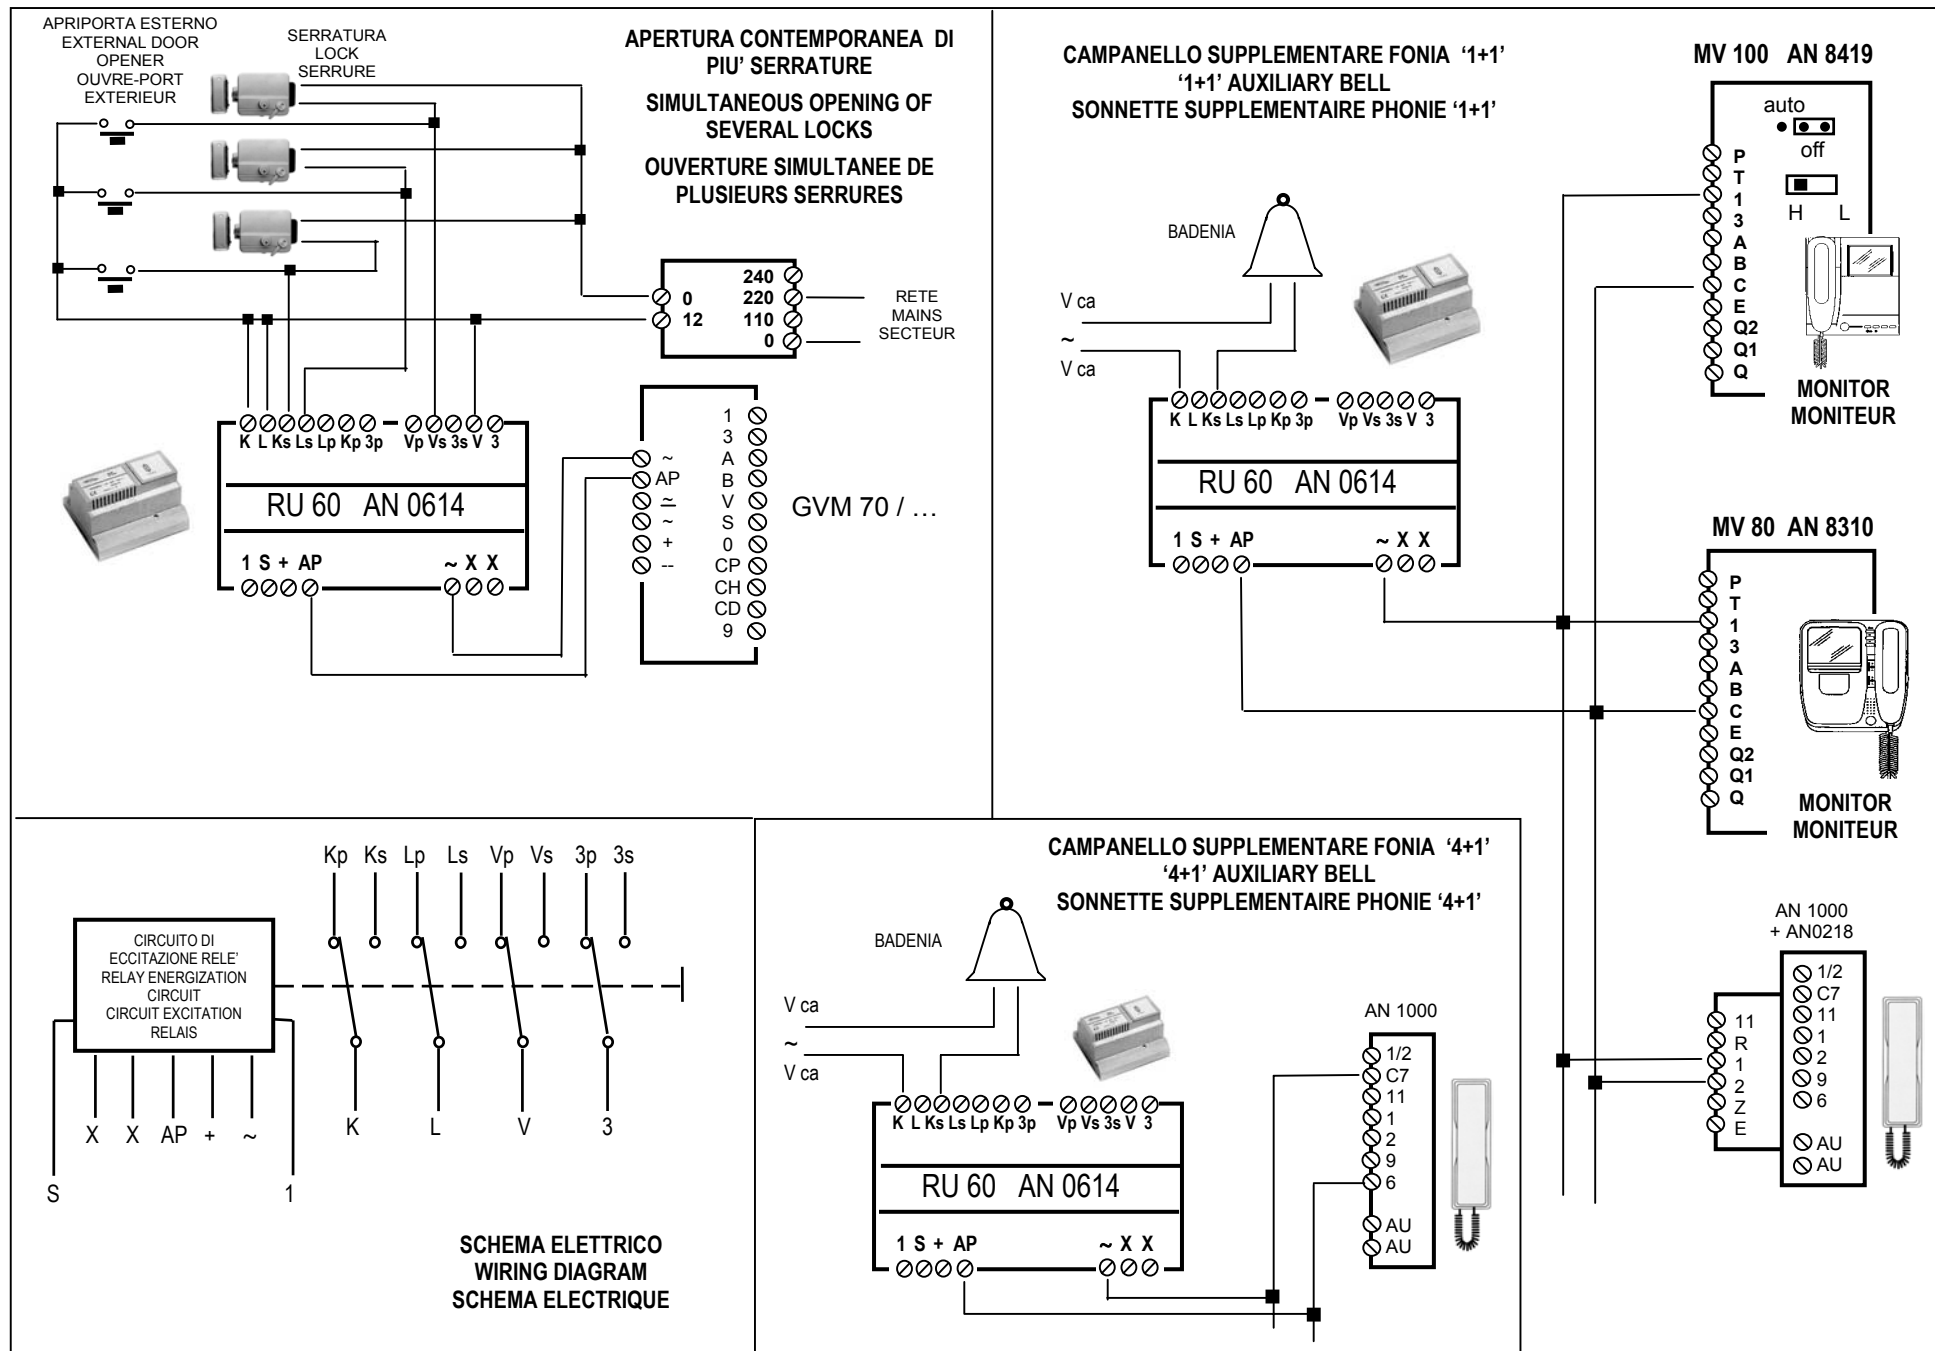 APRIPORTA ESTERNO
EXTERNAL DOOR
OPENER
OUVRE-PORT
EXTERIEUR
SERRATURA
LOCK
SERRURE
APERTURA CONTEMPORANEA DI
PIU' SERRATURE
SIMULTANEOUS OPENING OF
SEVERAL LOCKS
OUVERTURE SIMULTANEE DE
PLUSIEURS SERRURES
0
12
240
220
110
0
RETE
MAINS
SECTEUR
K L Ks Ls Lp Kp 3p Vp Vs 3s V 3
RU 60 AN 0614
1 S + AP ~ X X
~
AP
≃
~
+
--
1
3
A
B
V
S
0
CP
CH
CD
9
GVM 70 / …
CAMPANELLO SUPPLEMENTARE FONIA '1+1'
'1+1' AUXILIARY BELL
SONNETTE SUPPLEMENTAIRE PHONIE '1+1'
BADENIA
V ca
~
V ca
K L Ks Ls Lp Kp 3p Vp Vs 3s V 3
RU 60 AN 0614
1 S + AP ~ X X
MV 100 AN 8419
auto
off
H L
P
T
1
3
A
B
C
E
Q2
Q1
Q
MONITOR
MONITEUR
MV 80 AN 8310
P
T
1
3
A
B
C
E
Q2
Q1
Q
MONITOR
MONITEUR
AN 1000
+ AN0218
11
R
1
2
Z
E
1/2
C7
11
1
2
9
6
AU
AU
Kp Ks Lp Ls Vp Vs 3p 3s
CIRCUITO DI
ECCITAZIONE RELE'
RELAY ENERGIZATION
CIRCUIT
CIRCUIT EXCITATION
RELAIS
X X AP + ~
K L V 3
S 1
SCHEMA ELETTRICO
WIRING DIAGRAM
SCHEMA ELECTRIQUE
CAMPANELLO SUPPLEMENTARE FONIA '4+1'
'4+1' AUXILIARY BELL
SONNETTE SUPPLEMENTAIRE PHONIE '4+1'
BADENIA
V ca
~
V ca
K L Ks Ls Lp Kp 3p Vp Vs 3s V 3
RU 60 AN 0614
1 S + AP ~ X X
AN 1000
1/2
C7
11
1
2
9
6
AU
AU